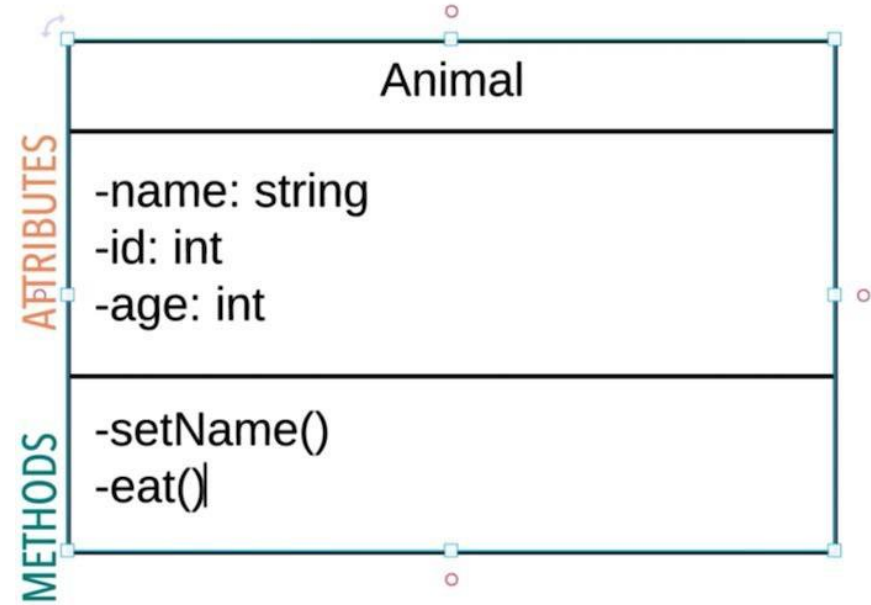 Animal
ATTRIBUTES
-name: string
-id: int
-age: int
METHODS
-setName()
-eat()